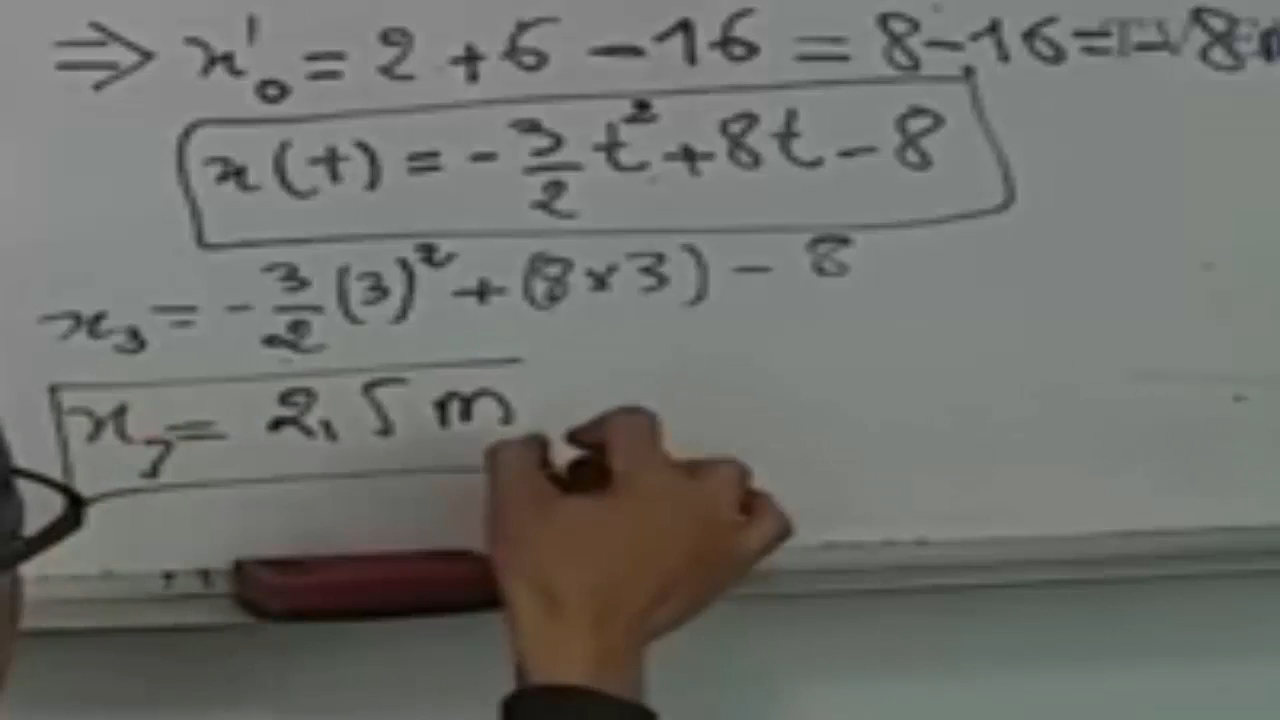 ⇒ x'₀ = 2 + 6 − 16 = 8 − 16 = − 8
x(t) = - 3/2 t² + 8t − 8
x₃ = - 3/2 (3)² + (8 × 3) − 8
x₃ = 2,5 m